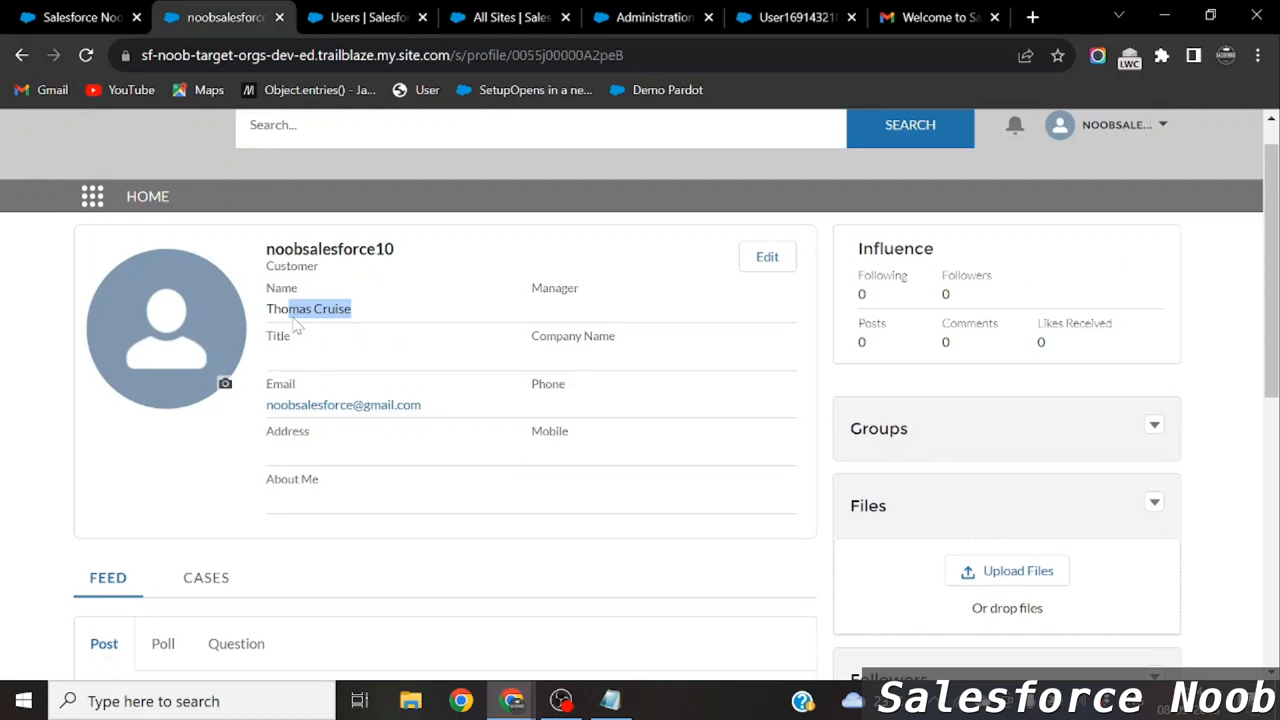 Salesforce Noo
noobsalesforc
Users | Salesfo
All Sites | Sales
Administration
User16914321
Welcome to Sa
sf-noob-target-orgs-dev-ed.trailblaze.my.site.com/s/profile/0055j00000A2peB
LWC
Gmail
YouTube
Maps
Object.entries() - Ja...
User
SetupOpens in a ne...
Demo Pardot
Search...
SEARCH
NOOBSALE...
HOME
noobsalesforce10
Edit
Customer
Name
Manager
Thomas Cruise
Title
Company Name
Email
Phone
noobsalesforce@gmail.com
Address
Mobile
About Me
Influence
Following
Followers
0
0
Posts
Comments
Likes Received
0
0
0
Groups
Files
Upload Files
Or drop files
FEED
CASES
Post
Poll
Question
Followers
Type here to search
Salesforce Noob